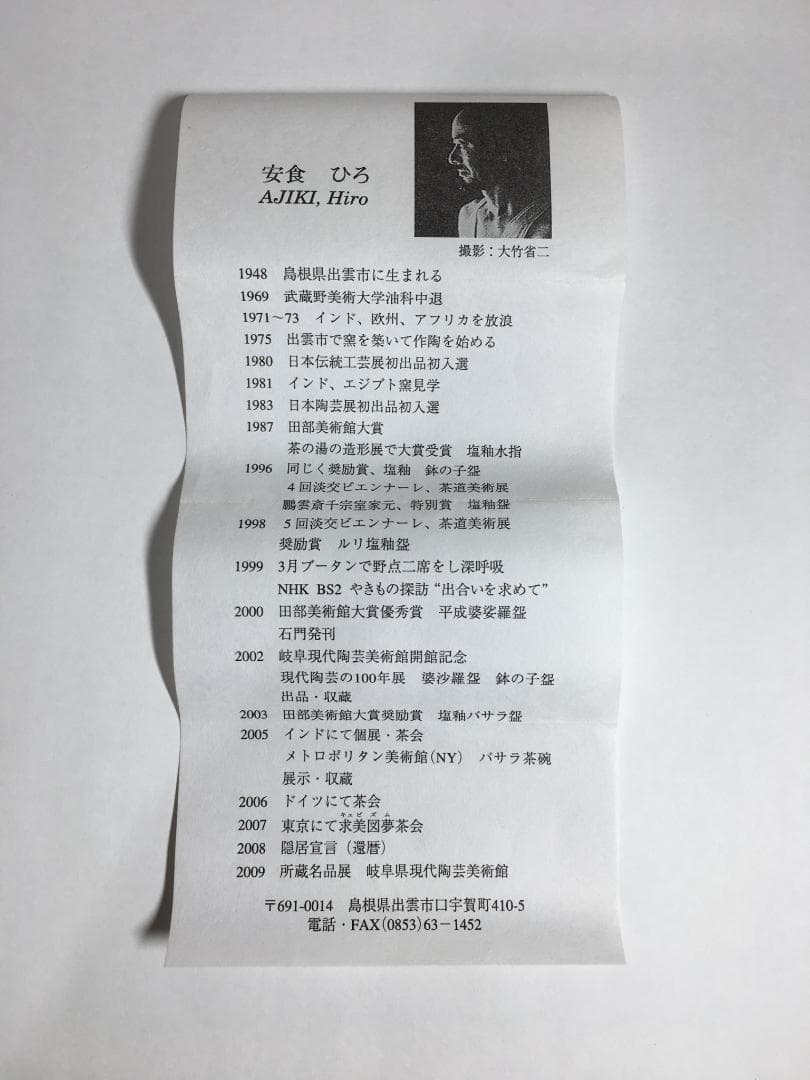 安食　ひろ
AJIKI, Hiro
撮影：大竹省二
1948　島根県出雲市に生まれる
1969　武蔵野美術大学油科中退
1971〜73　インド、欧州、アフリカを放浪
1975　出雲市で窯を築いて作陶を始める
1980　日本伝統工芸展初出品初入選
1981　インド、エジプト窯見学
1983　日本陶芸展初出品初入選
1987　田部美術館大賞
茶の湯の造形展で大賞受賞　塩釉水指
1996　同じく奨励賞、塩釉　鉢の子盌
4回淡交ビエンナーレ、茶道美術展
鵬雲斎千宗室家元、特別賞　塩釉盌
1998　5回淡交ビエンナーレ、茶道美術展
奨励賞　ルリ塩釉盌
1999　3月ブータンで野点二席をし深呼吸
NHK BS2 やきもの探訪“出合いを求めて”
2000　田部美術館大賞優秀賞　平成婆娑羅盌
石門発刊
2002　岐阜現代陶芸美術館開館記念
現代陶芸の100年展　婆沙羅盌　鉢の子盌
出品・収蔵
2003　田部美術館大賞奨励賞　塩釉バサラ盌
2005　インドにて個展・茶会
メトロポリタン美術館(NY)　バサラ茶碗
展示・収蔵
2006　ドイツにて茶会
キュビズム
2007　東京にて求美図夢茶会
2008　隠居宣言（還暦）
2009　所蔵名品展　岐阜県現代陶芸美術館
〒691-0014　島根県出雲市口宇賀町410-5
電話・FAX(0853)63－1452